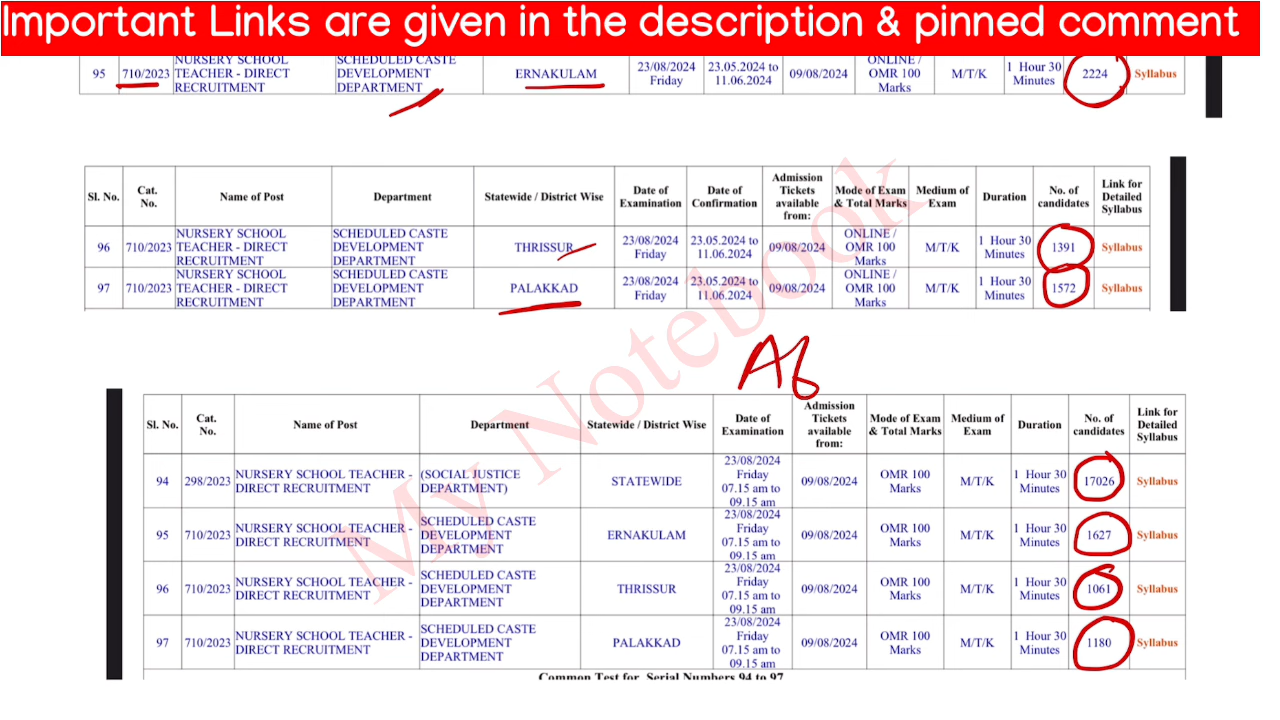 Important Links are given in the description & pinned comment
95 710/2023 NURSERY SCHOOL TEACHER - DIRECT RECRUITMENT SCHEDULED CASTE DEVELOPMENT DEPARTMENT ERNAKULAM 23/08/2024 Friday 23.05.2024 to 11.06.2024 09/08/2024 ONLINE / OMR 100 Marks M/T/K 1 Hour 30 Minutes 2224 Syllabus
Sl. No. Cat. No. Name of Post Department Statewide / District Wise Date of Examination Date of Confirmation Admission Tickets available from: Mode of Exam & Total Marks Medium of Exam Duration No. of candidates Link for Detailed Syllabus
96 710/2023 NURSERY SCHOOL TEACHER - DIRECT RECRUITMENT SCHEDULED CASTE DEVELOPMENT DEPARTMENT THRISSUR 23/08/2024 Friday 23.05.2024 to 11.06.2024 09/08/2024 ONLINE / OMR 100 Marks M/T/K 1 Hour 30 Minutes 1391 Syllabus
97 710/2023 NURSERY SCHOOL TEACHER - DIRECT RECRUITMENT SCHEDULED CASTE DEVELOPMENT DEPARTMENT PALAKKAD 23/08/2024 Friday 23.05.2024 to 11.06.2024 09/08/2024 ONLINE / OMR 100 Marks M/T/K 1 Hour 30 Minutes 1572 Syllabus
My Notebook
Sl. No. Cat. No. Name of Post Department Statewide / District Wise Date of Examination Admission Tickets available from: Mode of Exam & Total Marks Medium of Exam Duration No. of candidates Link for Detailed Syllabus
94 298/2023 NURSERY SCHOOL TEACHER - DIRECT RECRUITMENT (SOCIAL JUSTICE DEPARTMENT) STATEWIDE 23/08/2024 Friday 07.15 am to 09.15 am 09/08/2024 OMR 100 Marks M/T/K 1 Hour 30 Minutes 17026 Syllabus
95 710/2023 NURSERY SCHOOL TEACHER - DIRECT RECRUITMENT SCHEDULED CASTE DEVELOPMENT DEPARTMENT ERNAKULAM 23/08/2024 Friday 07.15 am to 09.15 am 09/08/2024 OMR 100 Marks M/T/K 1 Hour 30 Minutes 1627 Syllabus
96 710/2023 NURSERY SCHOOL TEACHER - DIRECT RECRUITMENT SCHEDULED CASTE DEVELOPMENT DEPARTMENT THRISSUR 23/08/2024 Friday 07.15 am to 09.15 am 09/08/2024 OMR 100 Marks M/T/K 1 Hour 30 Minutes 1061 Syllabus
97 710/2023 NURSERY SCHOOL TEACHER - DIRECT RECRUITMENT SCHEDULED CASTE DEVELOPMENT DEPARTMENT PALAKKAD 23/08/2024 Friday 07.15 am to 09.15 am 09/08/2024 OMR 100 Marks M/T/K 1 Hour 30 Minutes 1180 Syllabus
Common Test for Serial Numbers 94 to 97